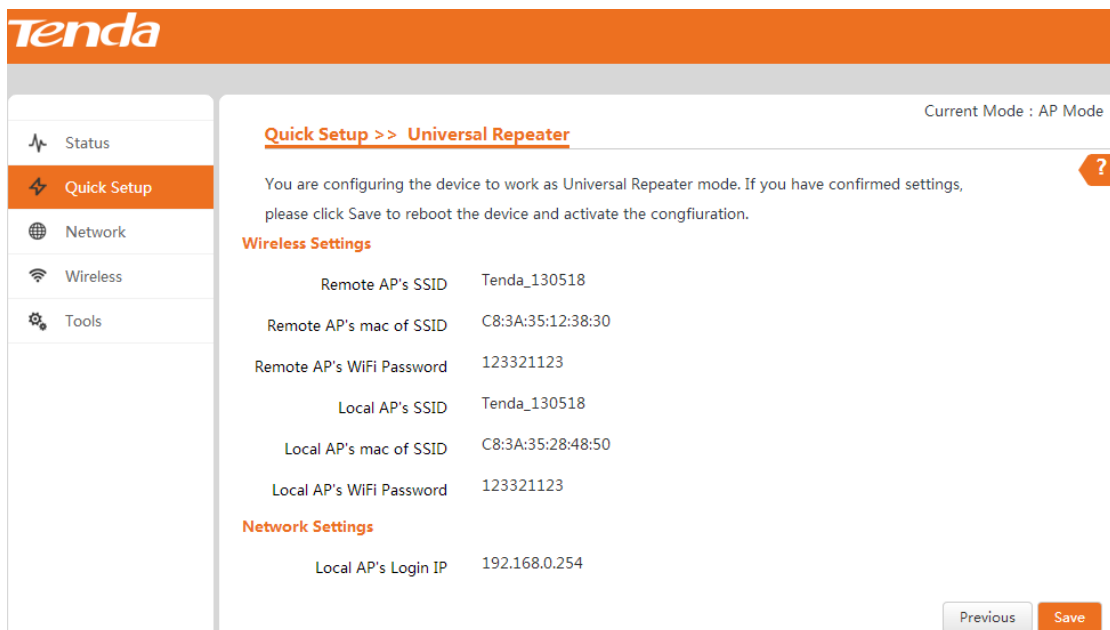 Tenda
Current Mode : AP Mode
Status
Quick Setup
Network
Wireless
Tools
Quick Setup >> Universal Repeater
?
You are configuring the device to work as Universal Repeater mode. If you have confirmed settings,
please click Save to reboot the device and activate the congfiuration.
Wireless Settings
Remote AP's SSID Tenda_130518
Remote AP's mac of SSID C8:3A:35:12:38:30
Remote AP's WiFi Password 123321123
Local AP's SSID Tenda_130518
Local AP's mac of SSID C8:3A:35:28:48:50
Local AP's WiFi Password 123321123
Network Settings
Local AP's Login IP 192.168.0.254
Previous Save